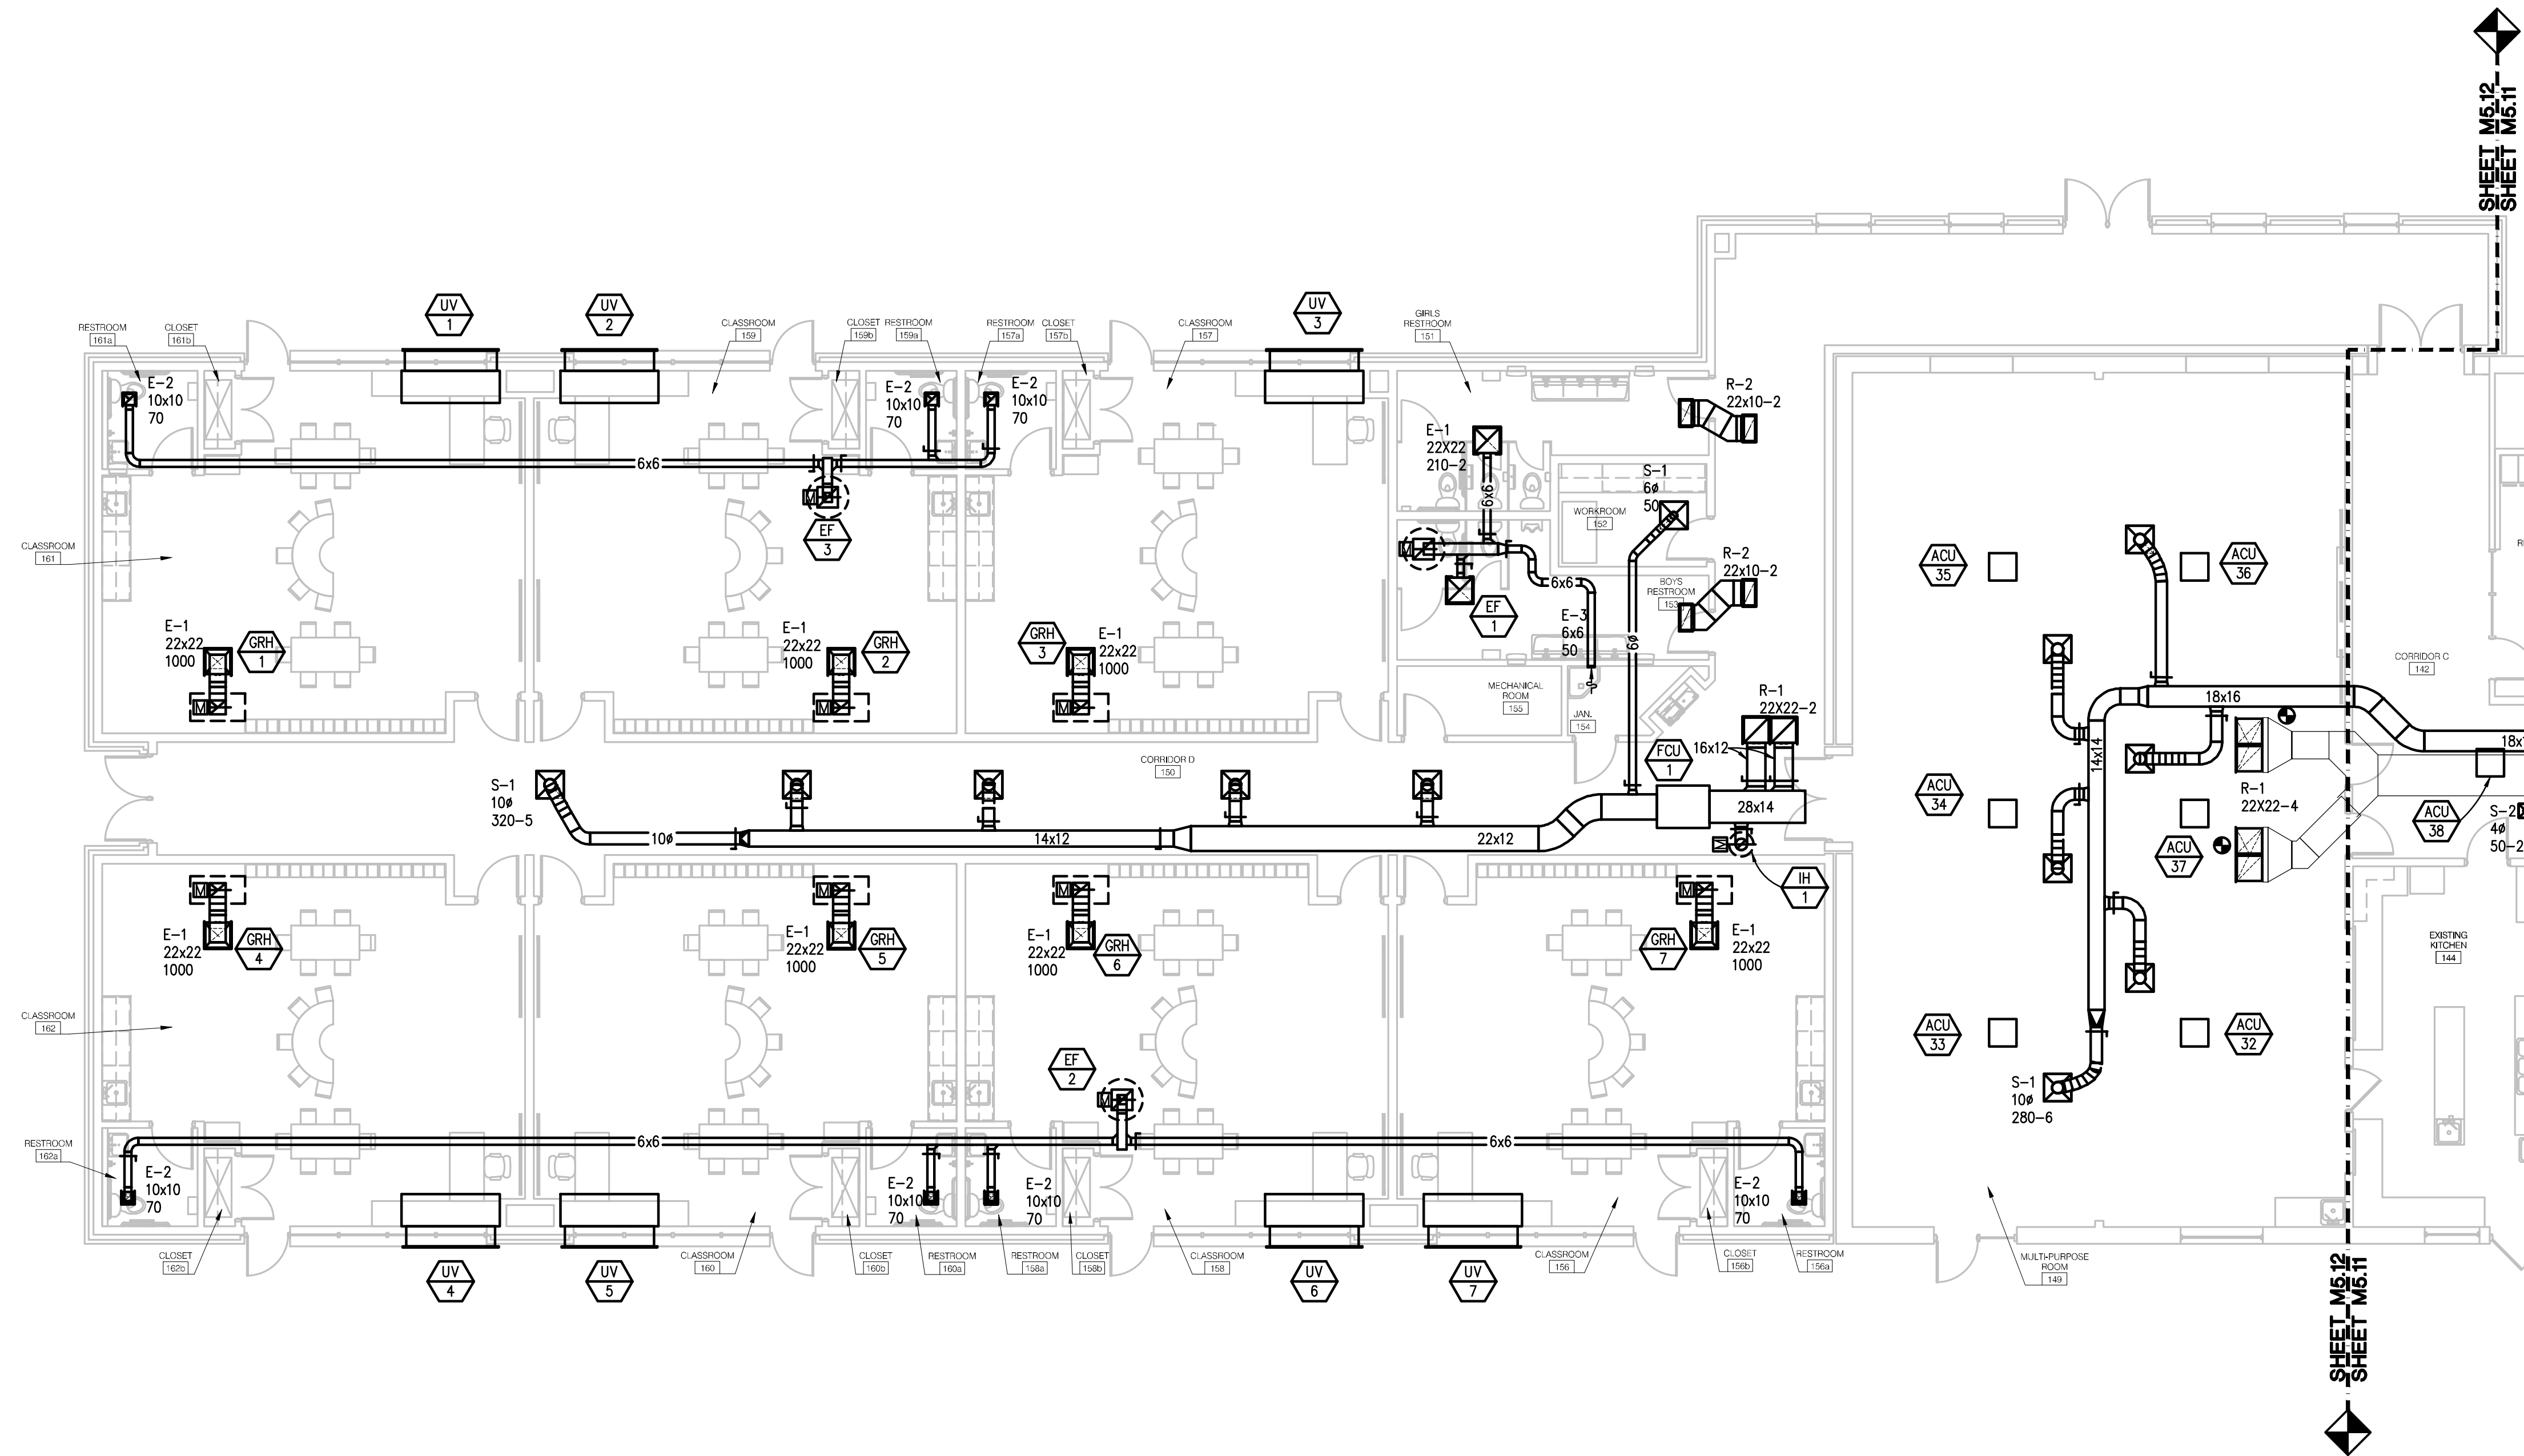 SHEET M5.12
SHEET M5.11
UV
1
UV
2
UV
3
RESTROOM
161a
CLOSET
161b
CLASSROOM
159
CLOSET
159b
RESTROOM
159a
RESTROOM
157a
CLOSET
157b
CLASSROOM
157
GIRLS
RESTROOM
151
E-2
10x10
70
E-2
10x10
70
E-2
10x10
70
R-2
22x10-2
E-1
22X22
210-2
6x6
6x6
S-1
6ø
50
WORKROOM
152
EF
3
CLASSROOM
161
R-2
22x10-2
BOYS
RESTROOM
153
6x6
EF
1
E-3
6x6
50
6ø
ACU
35
ACU
36
E-1
22x22
1000
GRH
1
E-1
22x22
1000
GRH
2
GRH
3
E-1
22x22
1000
CORRIDOR C
142
MECHANICAL
ROOM
155
JAN.
154
R-1
22X22-2
18x16
16x12
FCU
1
14x14
18x1
CORRIDOR D
150
S-1
10ø
320-5
10ø
14x12
22x12
28x14
ACU
34
R-1
22X22-4
ACU
37
ACU
38
S-2
4ø
50-2
IH
1
E-1
22x22
1000
GRH
4
E-1
22x22
1000
GRH
5
E-1
22x22
1000
GRH
6
GRH
7
E-1
22x22
1000
EXISTING
KITCHEN
144
CLASSROOM
162
ACU
33
ACU
32
EF
2
S-1
10ø
280-6
6x6
6x6
RESTROOM
162a
E-2
10x10
70
E-2
10x10
70
E-2
10x10
70
E-2
10x10
70
CLOSET
162b
UV
4
UV
5
CLASSROOM
160
CLOSET
160b
RESTROOM
160a
RESTROOM
158a
CLOSET
158b
CLASSROOM
158
UV
6
UV
7
CLASSROOM
156
CLOSET
156b
RESTROOM
156a
MULTI-PURPOSE
ROOM
149
SHEET M5.12
SHEET M5.11